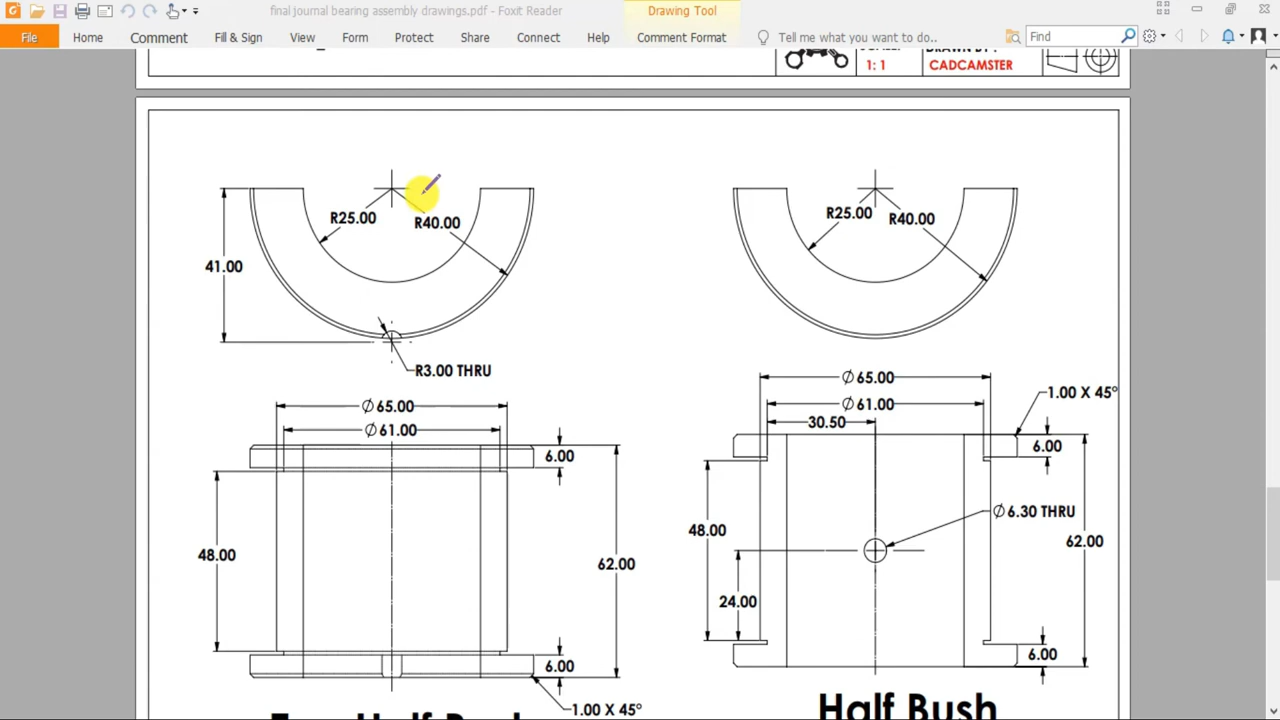 final journal bearing assembly drawings.pdf - Foxit Reader
Drawing Tool
File Home Comment Fill & Sign View Form Protect Share Connect Help Comment Format Tell me what you want to do.. Find
1: 1
DRAWN BY :
CADCAMSTER
R25.00
R40.00
41.00
R3.00 THRU
R25.00
R40.00
∅ 65.00
∅ 61.00
6.00
48.00
62.00
6.00
1.00 X 45°
∅ 65.00
∅ 61.00
30.50
1.00 X 45°
6.00
48.00
∅ 6.30 THRU
62.00
24.00
6.00
Half Bush